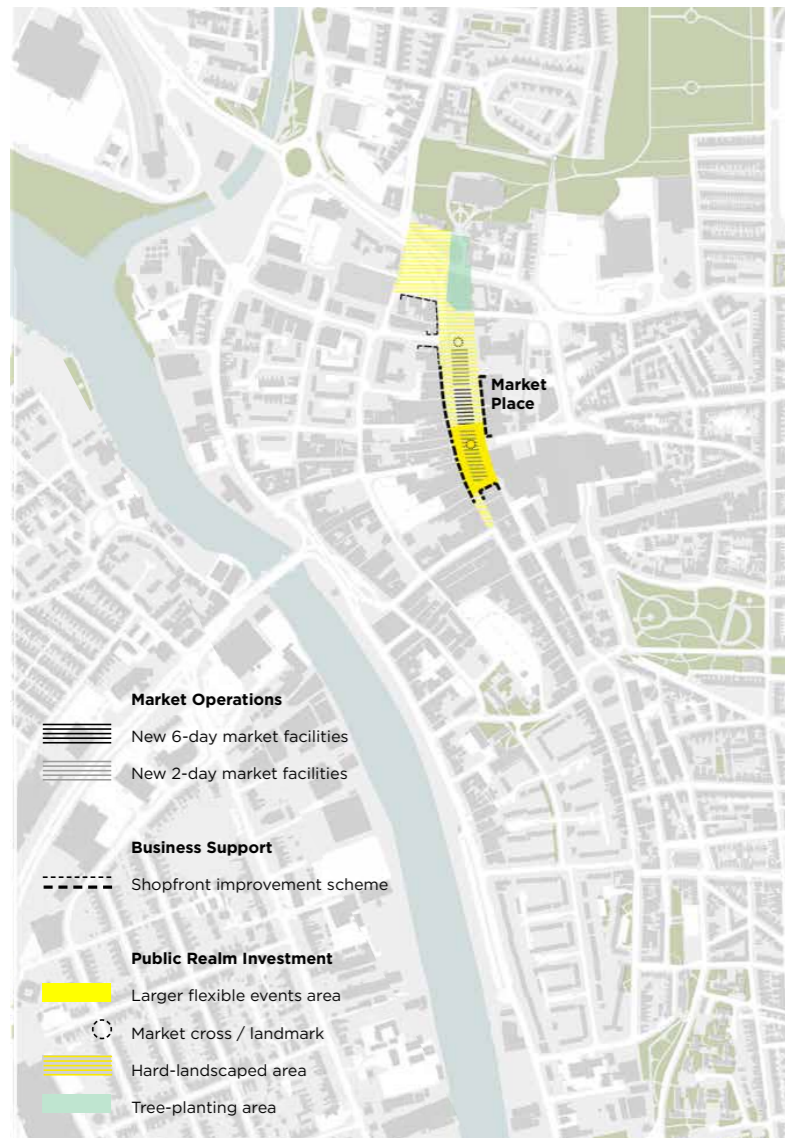 Market
Place
Market Operations
New 6-day market facilities
New 2-day market facilities
Business Support
Shopfront improvement scheme
Public Realm Investment
Larger flexible events area
Market cross / landmark
Hard-landscaped area
Tree-planting area